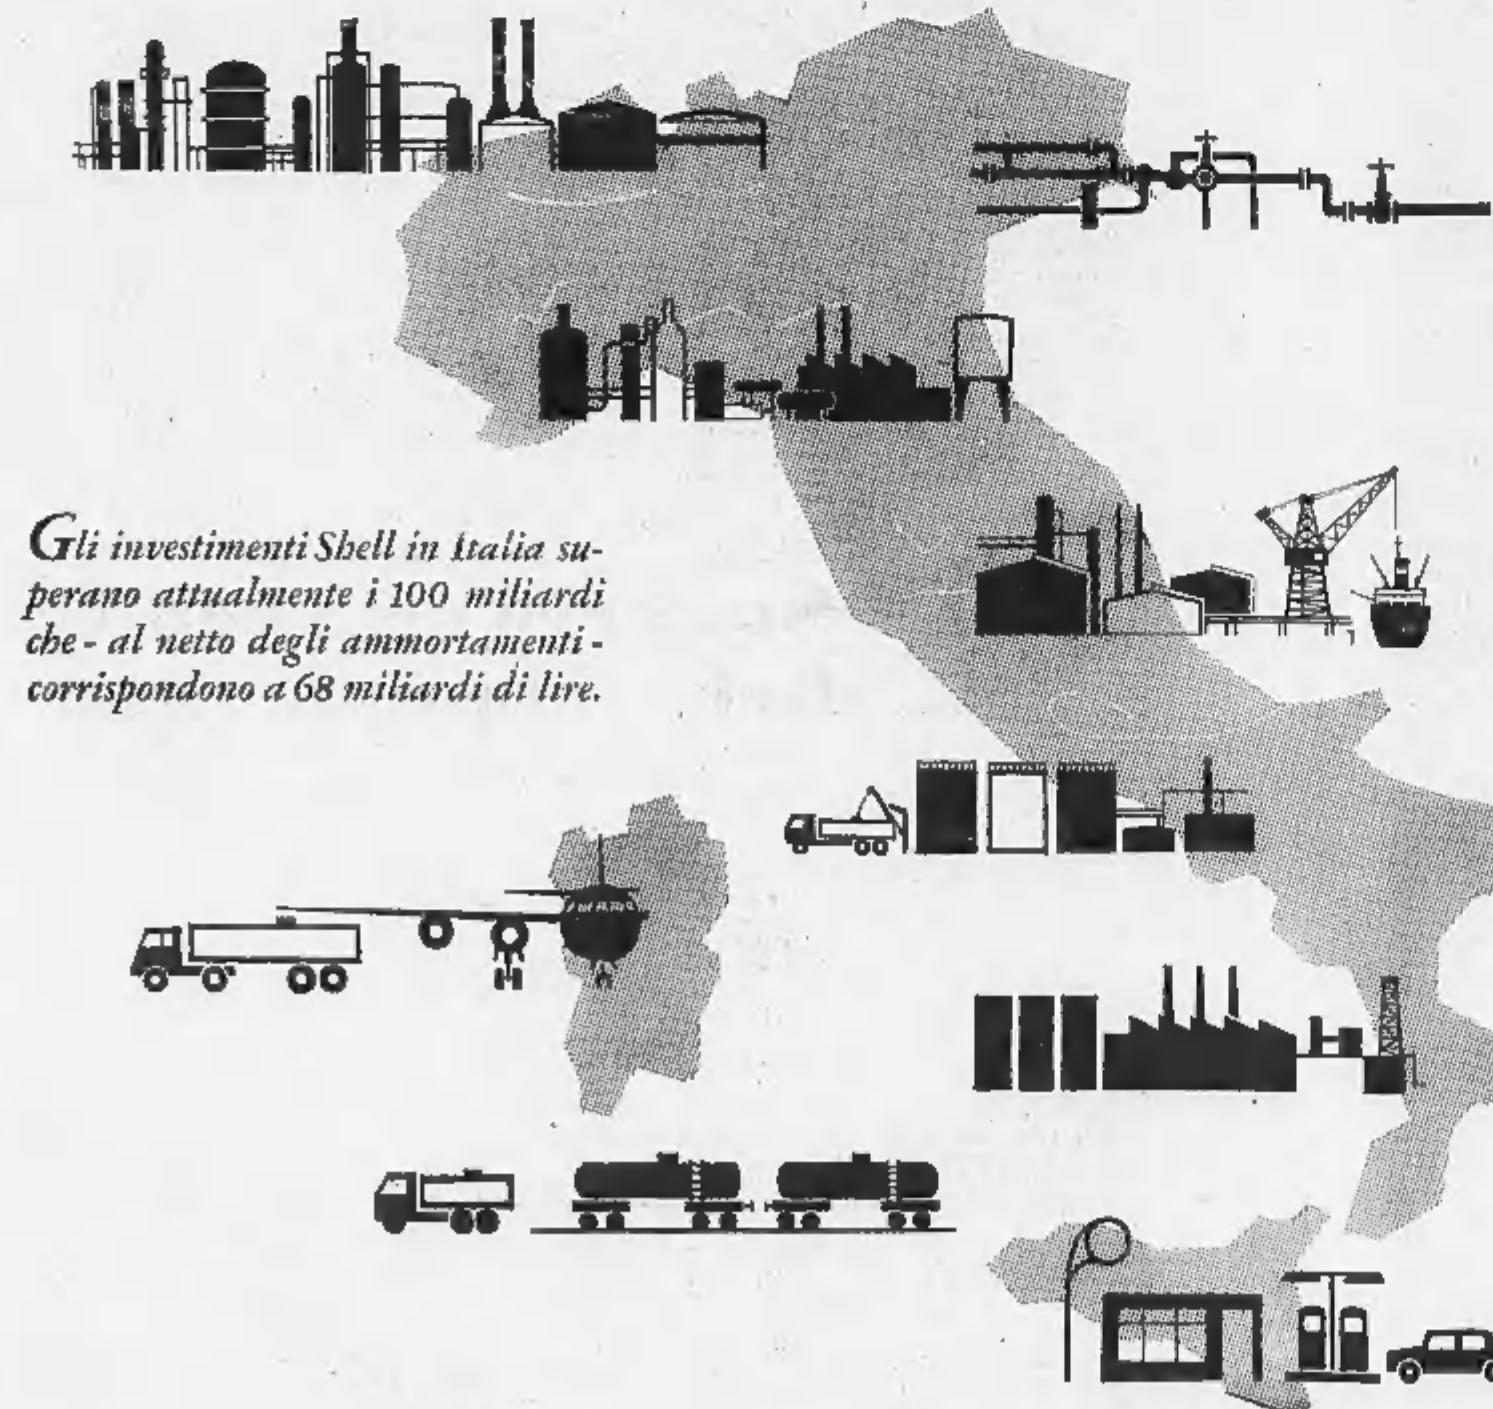 Gli investimenti Shell in Italia su-
perano attualmente i 100 miliardi
che - al netto degli ammortamenti -
corrispondono a 68 miliardi di lire.